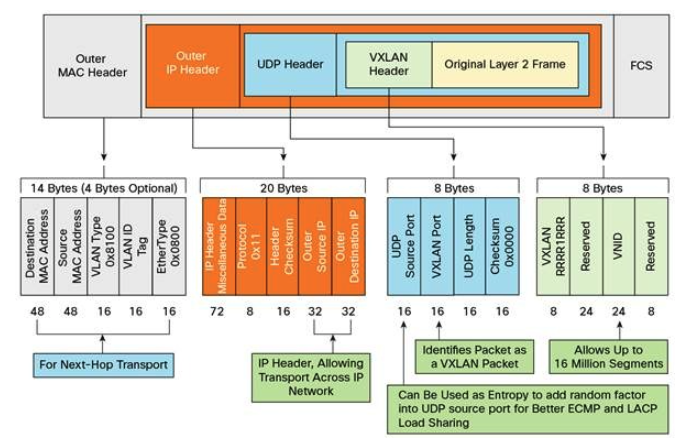 Outer
MAC Header
Outer
IP Header
UDP Header
VXLAN
Header
Original Layer 2 Frame
FCS
14 Bytes (4 Bytes Optional)
20 Bytes
8 Bytes
8 Bytes
Destination
MAC Address
Source
MAC Address
VLAN Type
0x8100
VLAN ID
Tag
EtherType
0x0800
IP Header
Miscellaneous Data
Protocol
0x11
Header
Checksum
Outer
Source IP
Outer
Destination IP
UDP
Source Port
VXLAN Port
UDP Length
Checksum
0x0000
VXLAN
RRRR1RRR
Reserved
VNID
Reserved
48 48 16 16 16
72 8 16 32 32
16 16 16 16
8 24 24 8
For Next-Hop Transport
IP Header, Allowing
Transport Across IP
Network
Identifies Packet as
a VXLAN Packet
Allows Up to
16 Million Segments
Can Be Used as Entropy to add random factor
into UDP source port for Better ECMP and LACP
Load Sharing